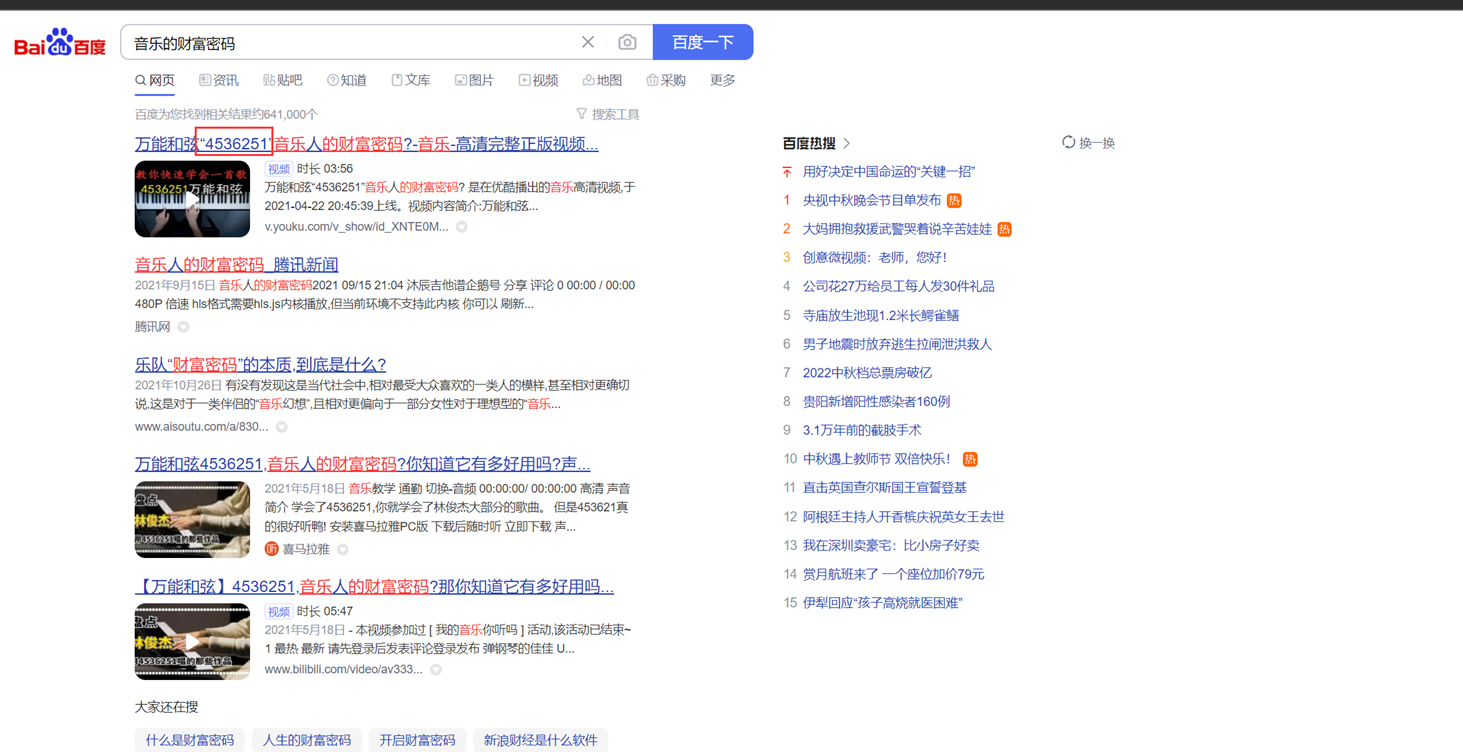 Bai du 百度
音乐的财富密码
百度一下
网页 资讯 贴吧 知道 文库 图片 视频 地图 采购 更多
百度为您找到相关结果约641,000个
搜索工具
万能和弦“4536251”音乐人的财富密码?-音乐-高清完整正版视频...
教你快速学会一首歌
4536251万能和弦
视频 时长 03:56
万能和弦“4536251”音乐人的财富密码? 是在优酷播出的音乐高清视频,于
2021-04-22 20:45:39上线。视频内容简介:万能和弦...
v.youku.com/v_show/id_XNTE0M...
音乐人的财富密码_腾讯新闻
2021年9月15日 音乐人的财富密码2021 09/15 21:04 沐辰吉他谱企鹅号 分享 评论 0 00:00 / 00:00
480P 倍速 hls格式需要hls.js内核播放,但当前环境不支持此内核 你可以 刷新...
腾讯网
乐队“财富密码”的本质,到底是什么?
2021年10月26日 有没有发现这是当代社会中,相对最受大众喜欢的一类人的模样,甚至相对更确切
说,这是对于一类伴侣的“音乐幻想”,且相对更偏向于一部分女性对于理想型的“音乐...
www.aisoutu.com/a/830...
万能和弦4536251,音乐人的财富密码?你知道它有多好用吗?声...
盘点
林俊杰
用4536251唱的那些作品
2021年5月18日 音乐教学 通勤 切换-音频 00:00:00/ 00:00:00 高清 声音
简介 学会了4536251,你就学会了林俊杰大部分的歌曲。 但是453621真
的很好听鸭! 安装喜马拉雅PC版 下载后随时听 立即下载 声...
听 喜马拉雅
【万能和弦】4536251,音乐人的财富密码?那你知道它有多好用吗...
盘点
林俊杰
用4536251唱的那些作品
视频 时长 05:47
2021年5月18日 - 本视频参加过 [ 我的音乐你听吗 ] 活动,该活动已结束~
1 最热 最新 请先登录后发表评论登录发布 弹钢琴的佳佳 U...
www.bilibili.com/video/av333...
大家还在搜
什么是财富密码 人生的财富密码 开启财富密码 新浪财经是什么软件
百度热搜
换一换
用好决定中国命运的“关键一招”
1 央视中秋晚会节目单发布 热
2 大妈拥抱救援武警哭着说辛苦娃娃 热
3 创意微视频：老师，您好！
4 公司花27万给员工每人发30件礼品
5 寺庙放生池现1.2米长鳄雀鳝
6 男子地震时放弃逃生拉闸泄洪救人
7 2022中秋档总票房破亿
8 贵阳新增阳性感染者160例
9 3.1万年前的截肢手术
10 中秋遇上教师节 双倍快乐！ 热
11 直击英国查尔斯国王宣誓登基
12 阿根廷主持人开香槟庆祝英女王去世
13 我在深圳卖豪宅：比小房子好卖
14 赏月航班来了 一个座位加价79元
15 伊犁回应“孩子高烧就医困难”